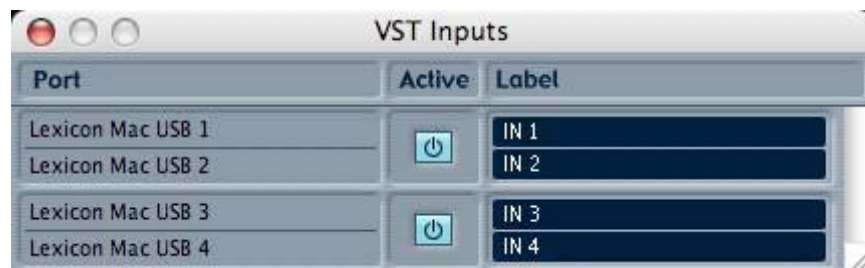 VST Inputs
Port Active Label
Lexicon Mac USB 1 IN 1
Lexicon Mac USB 2 IN 2
Lexicon Mac USB 3 IN 3
Lexicon Mac USB 4 IN 4